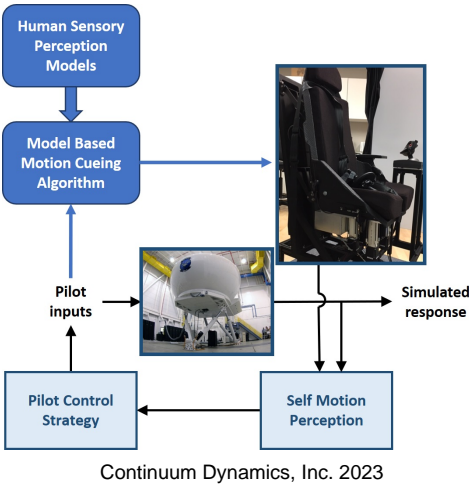 Human Sensory
Perception
Models
Model Based
Motion Cueing
Algorithm
Pilot
inputs
Simulated
response
Pilot Control
Strategy
Self Motion
Perception
Continuum Dynamics, Inc. 2023